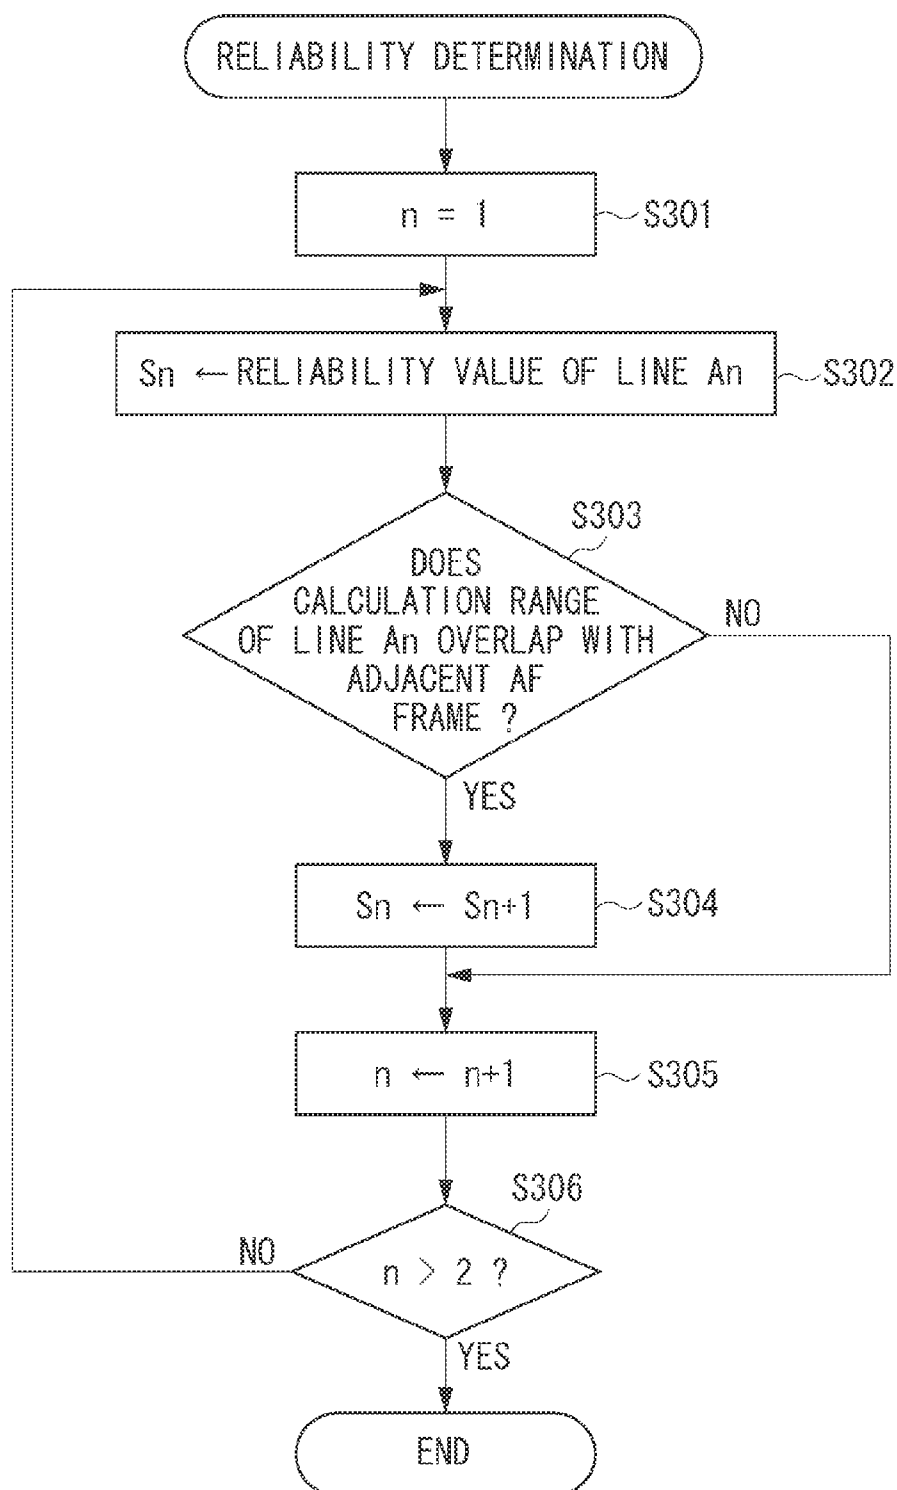 RELIABILITY DETERMINATION
n = 1
S301
Sn ← RELIABILITY VALUE OF LINE An
S302
S303
DOES
CALCULATION RANGE
OF LINE An OVERLAP WITH
ADJACENT AF
FRAME ?
NO
YES
Sn ← Sn+1
S304
n ← n+1
S305
S306
NO
n > 2 ?
YES
END